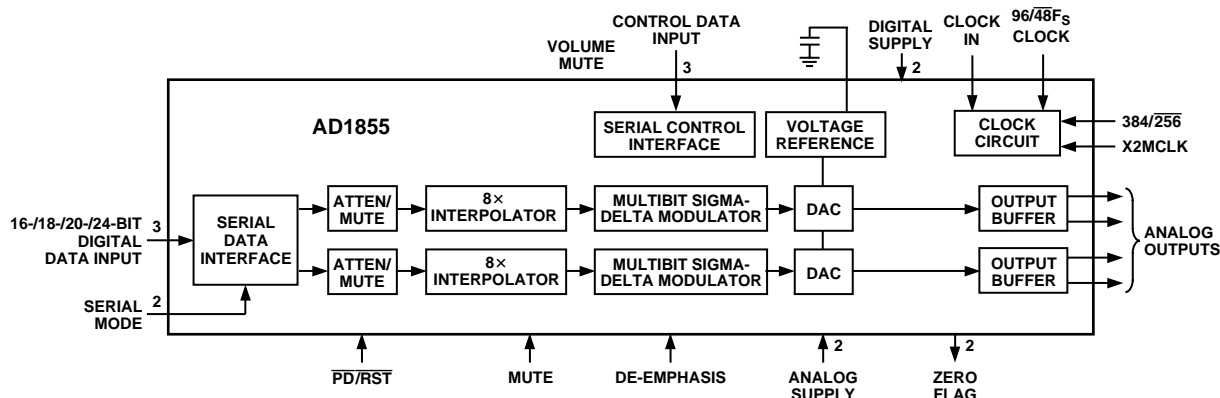 CONTROL DATA
INPUT
VOLUME
MUTE
3
DIGITAL
SUPPLY
2
CLOCK
IN
96/48FS
CLOCK
AD1855
SERIAL CONTROL
INTERFACE
VOLTAGE
REFERENCE
CLOCK
CIRCUIT
384/256
X2MCLK
16-/18-/20-/24-BIT
DIGITAL
DATA INPUT
3
SERIAL
DATA
INTERFACE
ATTEN/
MUTE
8×
INTERPOLATOR
MULTIBIT SIGMA-
DELTA MODULATOR
DAC
OUTPUT
BUFFER
ATTEN/
MUTE
8×
INTERPOLATOR
MULTIBIT SIGMA-
DELTA MODULATOR
DAC
OUTPUT
BUFFER
ANALOG
OUTPUTS
SERIAL
MODE
2
PD/RST
MUTE
DE-EMPHASIS
2
ANALOG
SUPPLY
2
ZERO
FLAG